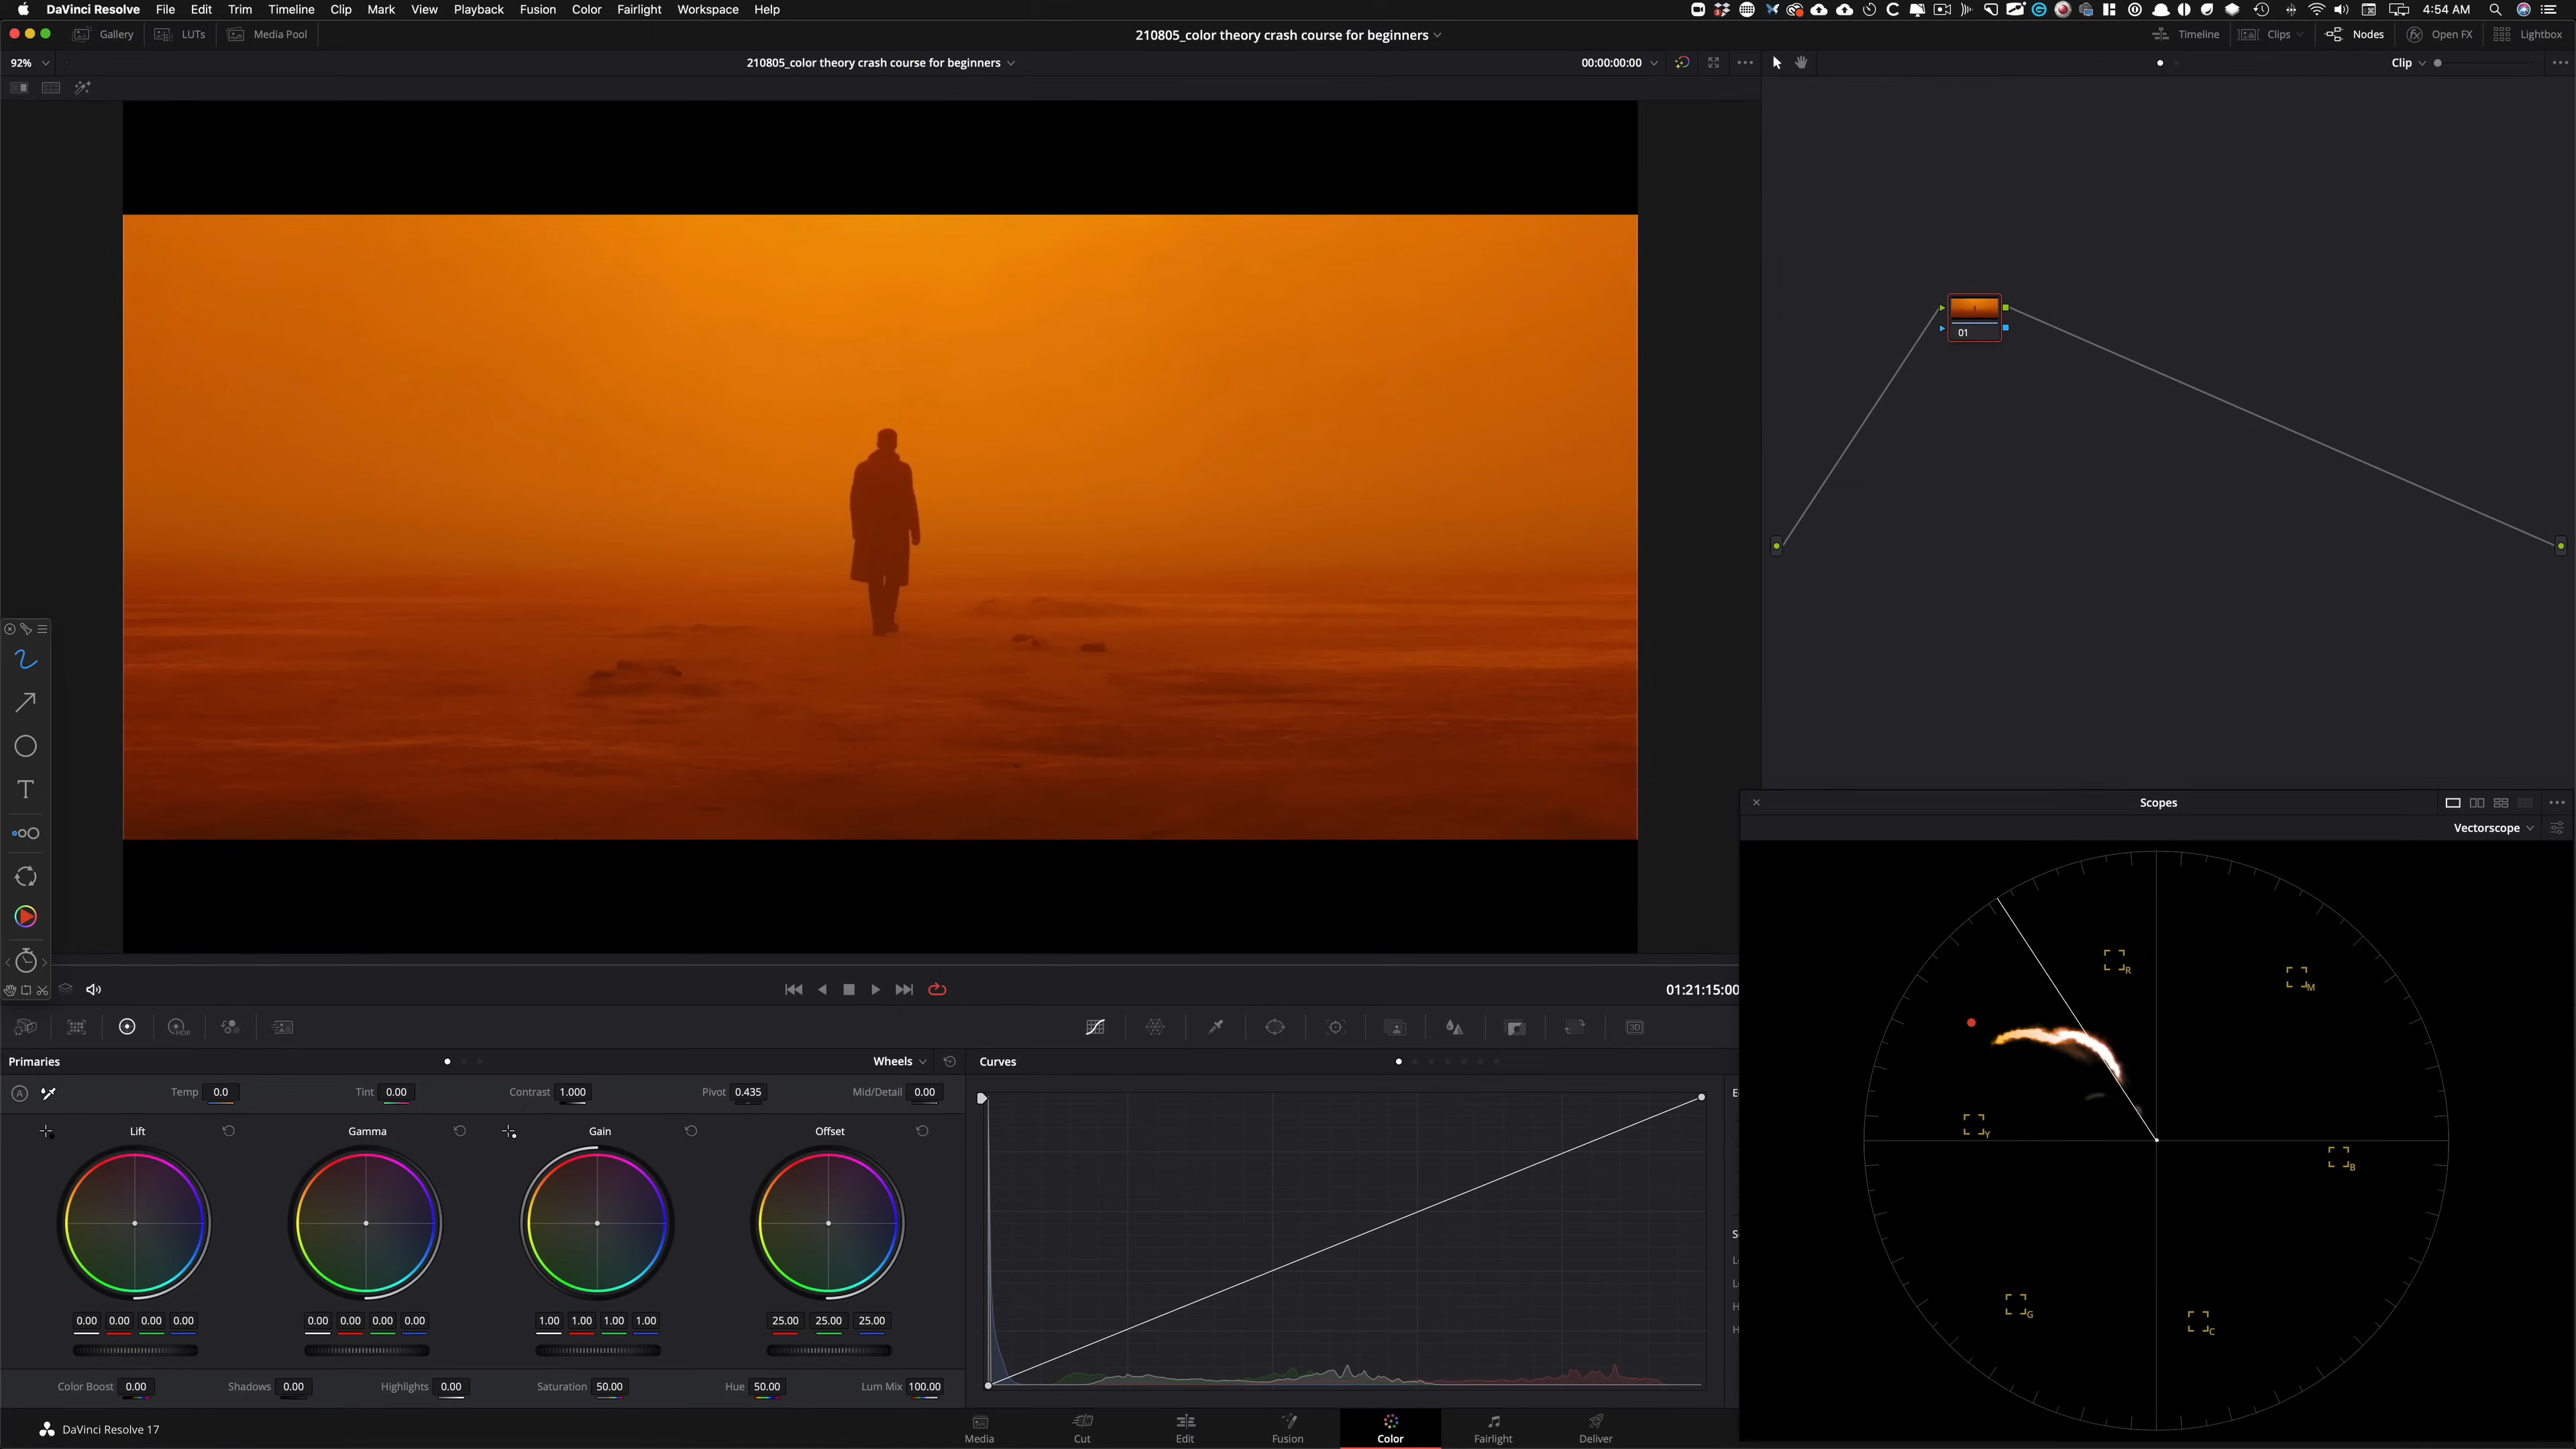 DaVinci Resolve File Edit Trim Timeline Clip Mark View Playback Fusion Color Fairlight Workspace Help 4:54 AM
Gallery LUTs Media Pool 210805_color theory crash course for beginners Timeline Clips Nodes Open FX Lightbox
92% 210805_color theory crash course for beginners 00:00:00:00 Clip
01
T
Scopes
Vectorscope
R
M
Y
B
G
C
01:21:15:00
HDR
3D
Primaries Wheels Curves
A Temp 0.0 Tint 0.00 Contrast 1.000 Pivot 0.435 Mid/Detail 0.00
Lift Gamma Gain Offset
0.00 0.00 0.00 0.00 0.00 0.00 0.00 0.00 1.00 1.00 1.00 1.00 25.00 25.00 25.00
Color Boost 0.00 Shadows 0.00 Highlights 0.00 Saturation 50.00 Hue 50.00 Lum Mix 100.00
DaVinci Resolve 17
Media Cut Edit Fusion Color Fairlight Deliver